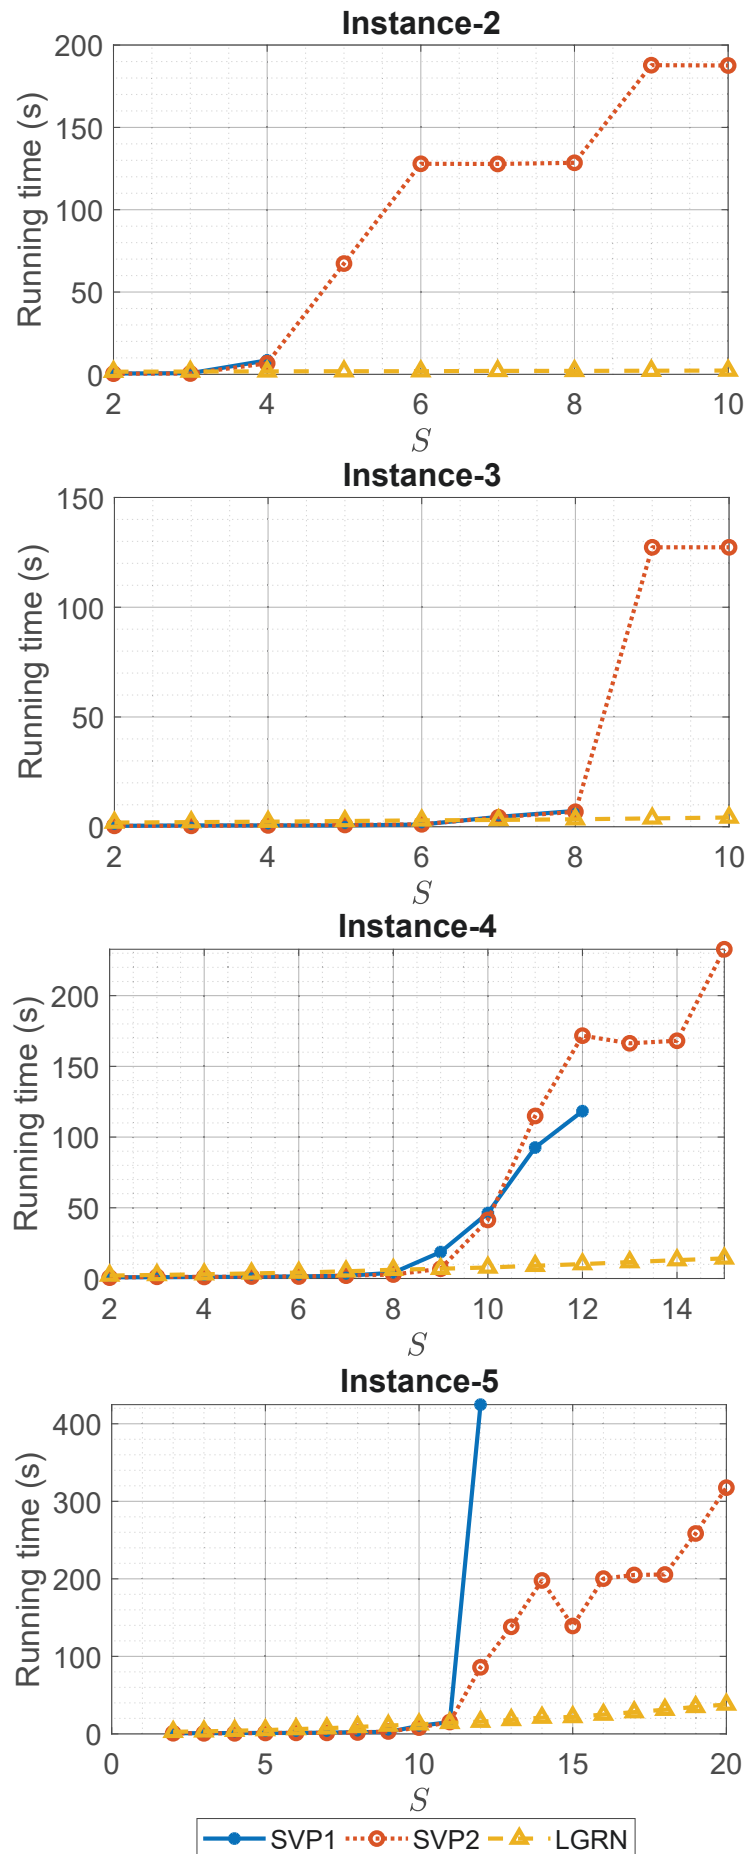 Instance-2
200
150
100
50
0
Running time (s)
2 4 6 8 10
S
Instance-3
150
100
50
0
Running time (s)
2 4 6 8 10
S
Instance-4
200
150
100
50
0
Running time (s)
2 4 6 8 10 12 14
S
Instance-5
400
300
200
100
0
Running time (s)
0 5 10 15 20
S
SVP1 SVP2 LGRN